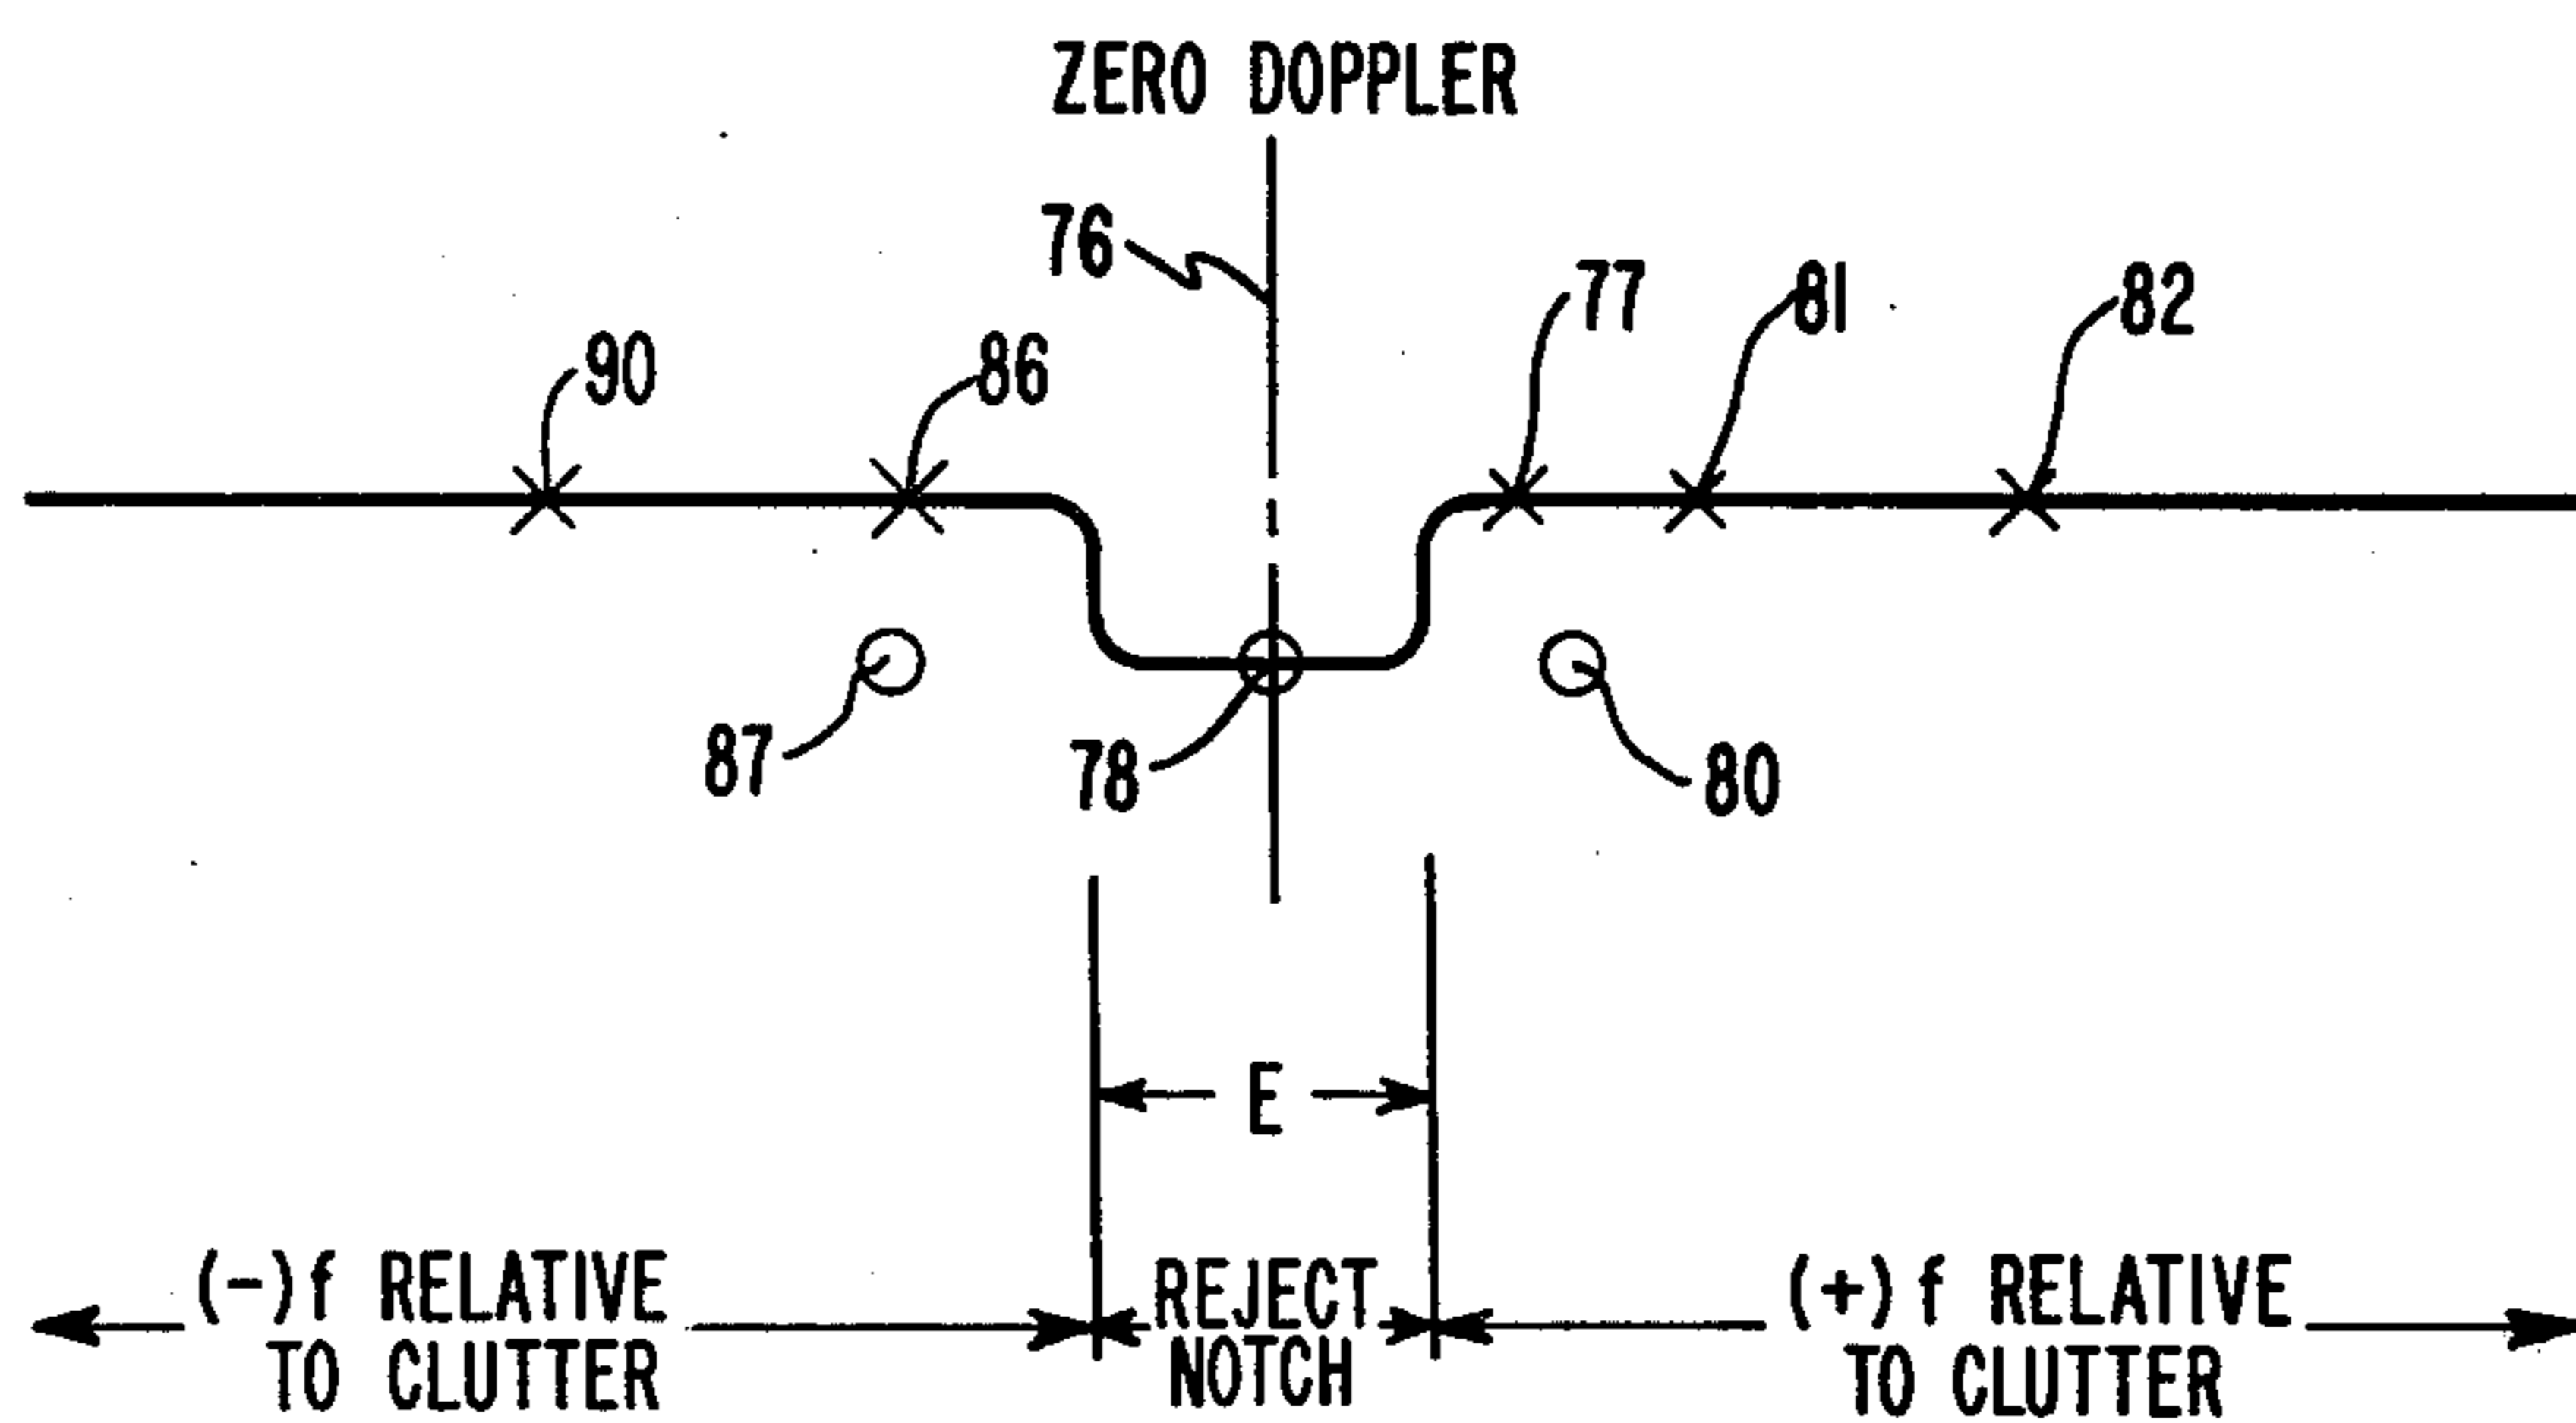 ZERO DOPPLER
76
77
81
82
90
86
87
78
80
E
(-)f RELATIVE
TO CLUTTER
REJECT
NOTCH
(+)f RELATIVE
TO CLUTTER